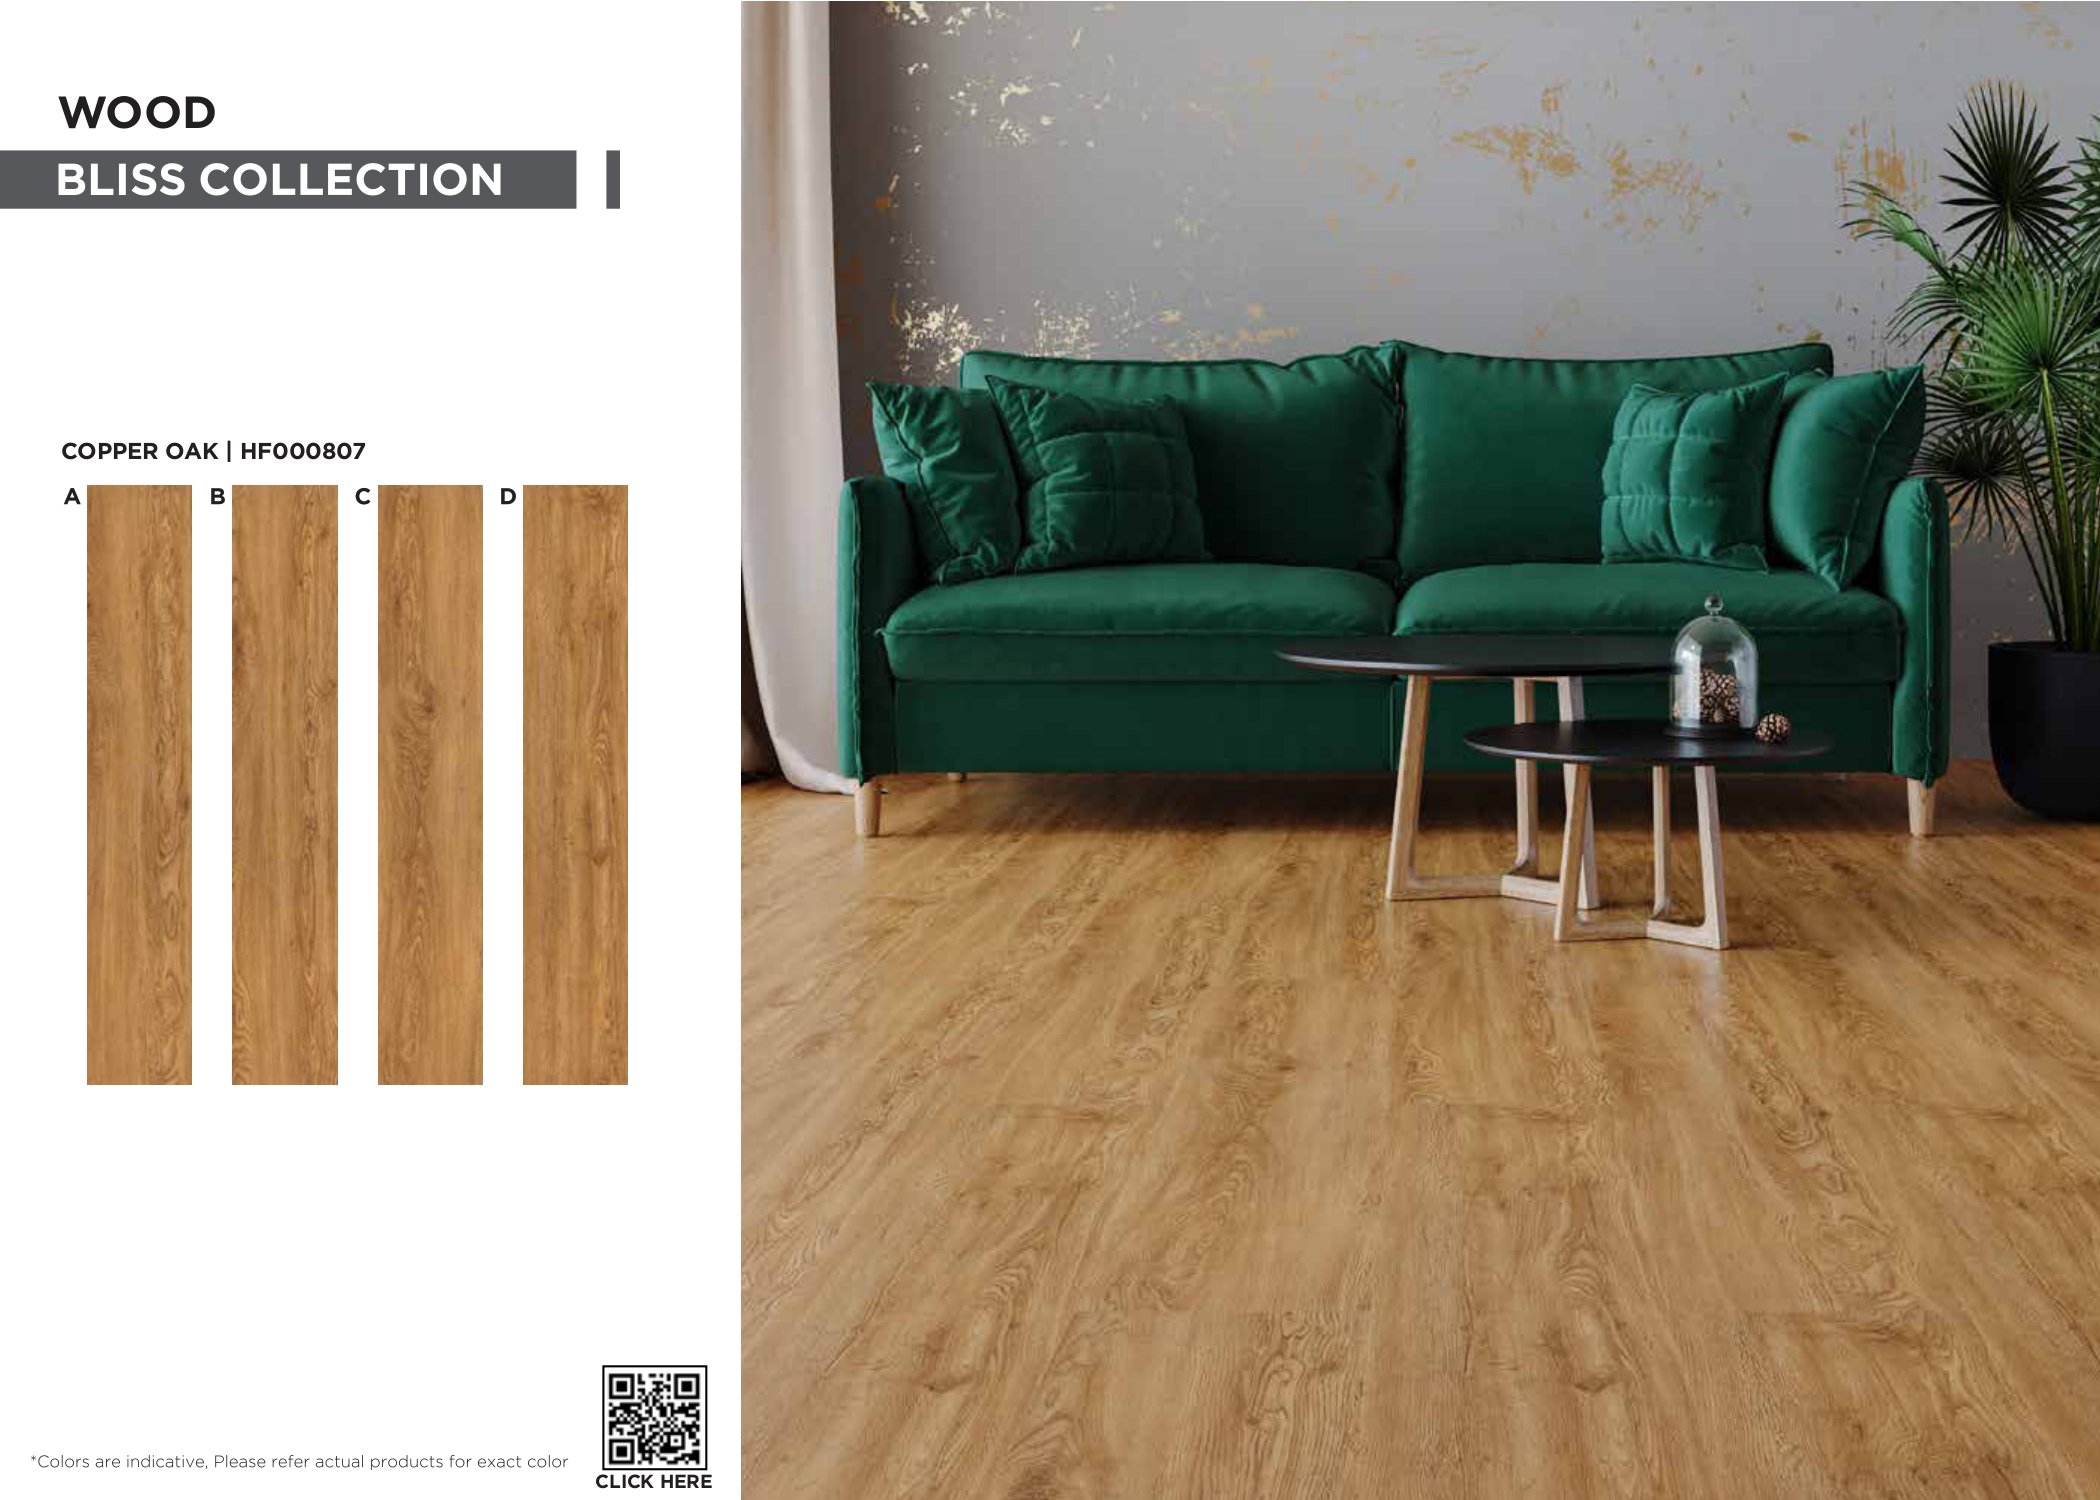 WOOD
BLISS COLLECTION
COPPER OAK | HF000807
A B C D
*Colors are indicative, Please refer actual products for exact color
CLICK HERE